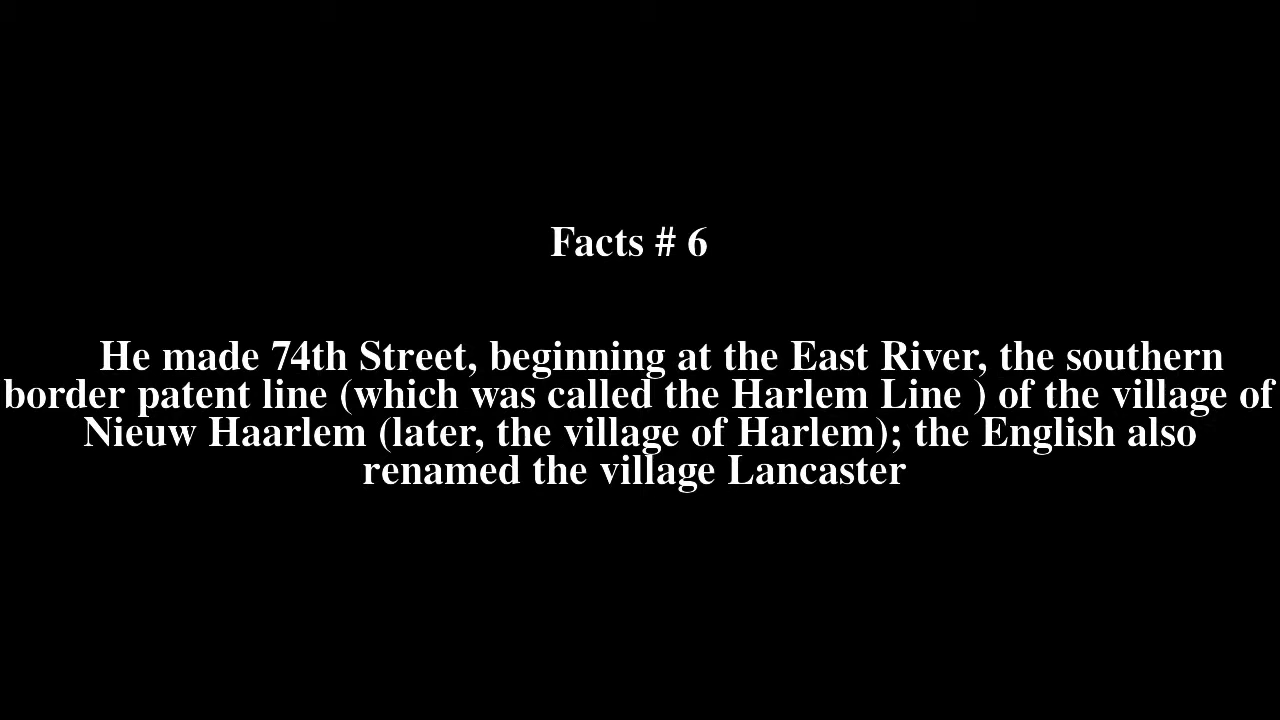 Facts # 6
He made 74th Street, beginning at the East River, the southern
border patent line (which was called the Harlem Line ) of the village of
Nieuw Haarlem (later, the village of Harlem); the English also
renamed the village Lancaster